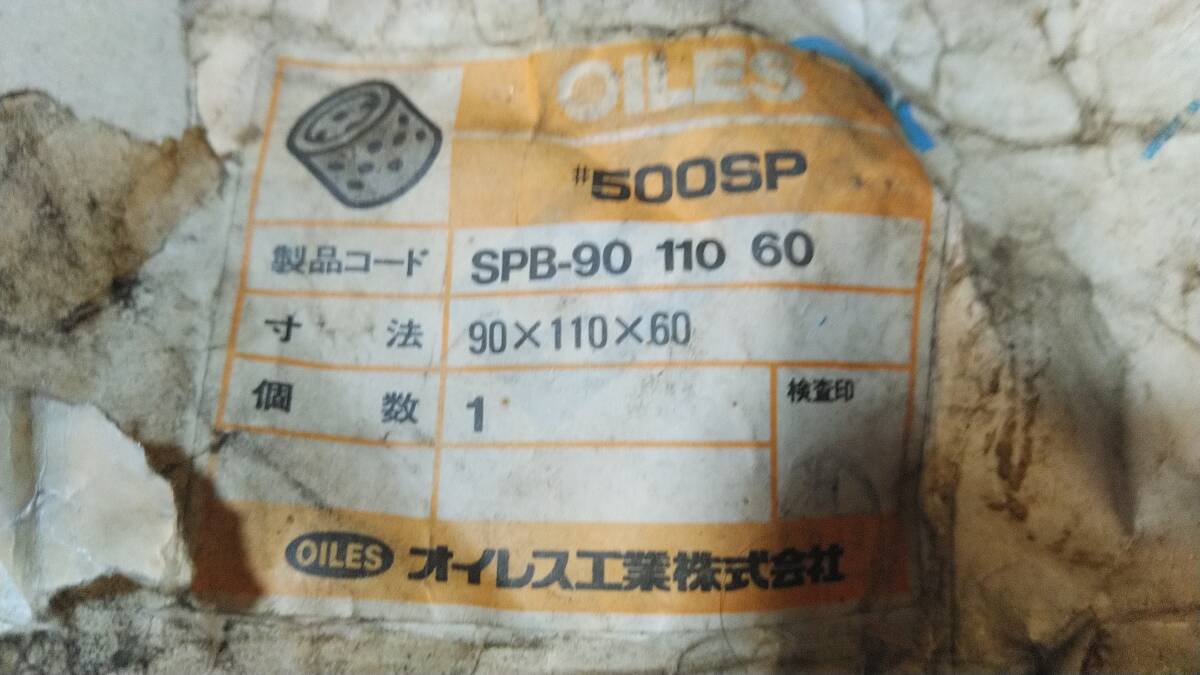 OILES
#500SP
製品コード SPB-90 110 60
寸法 90×110×60
個数 1 検査印
OILES オイレス工業株式会社